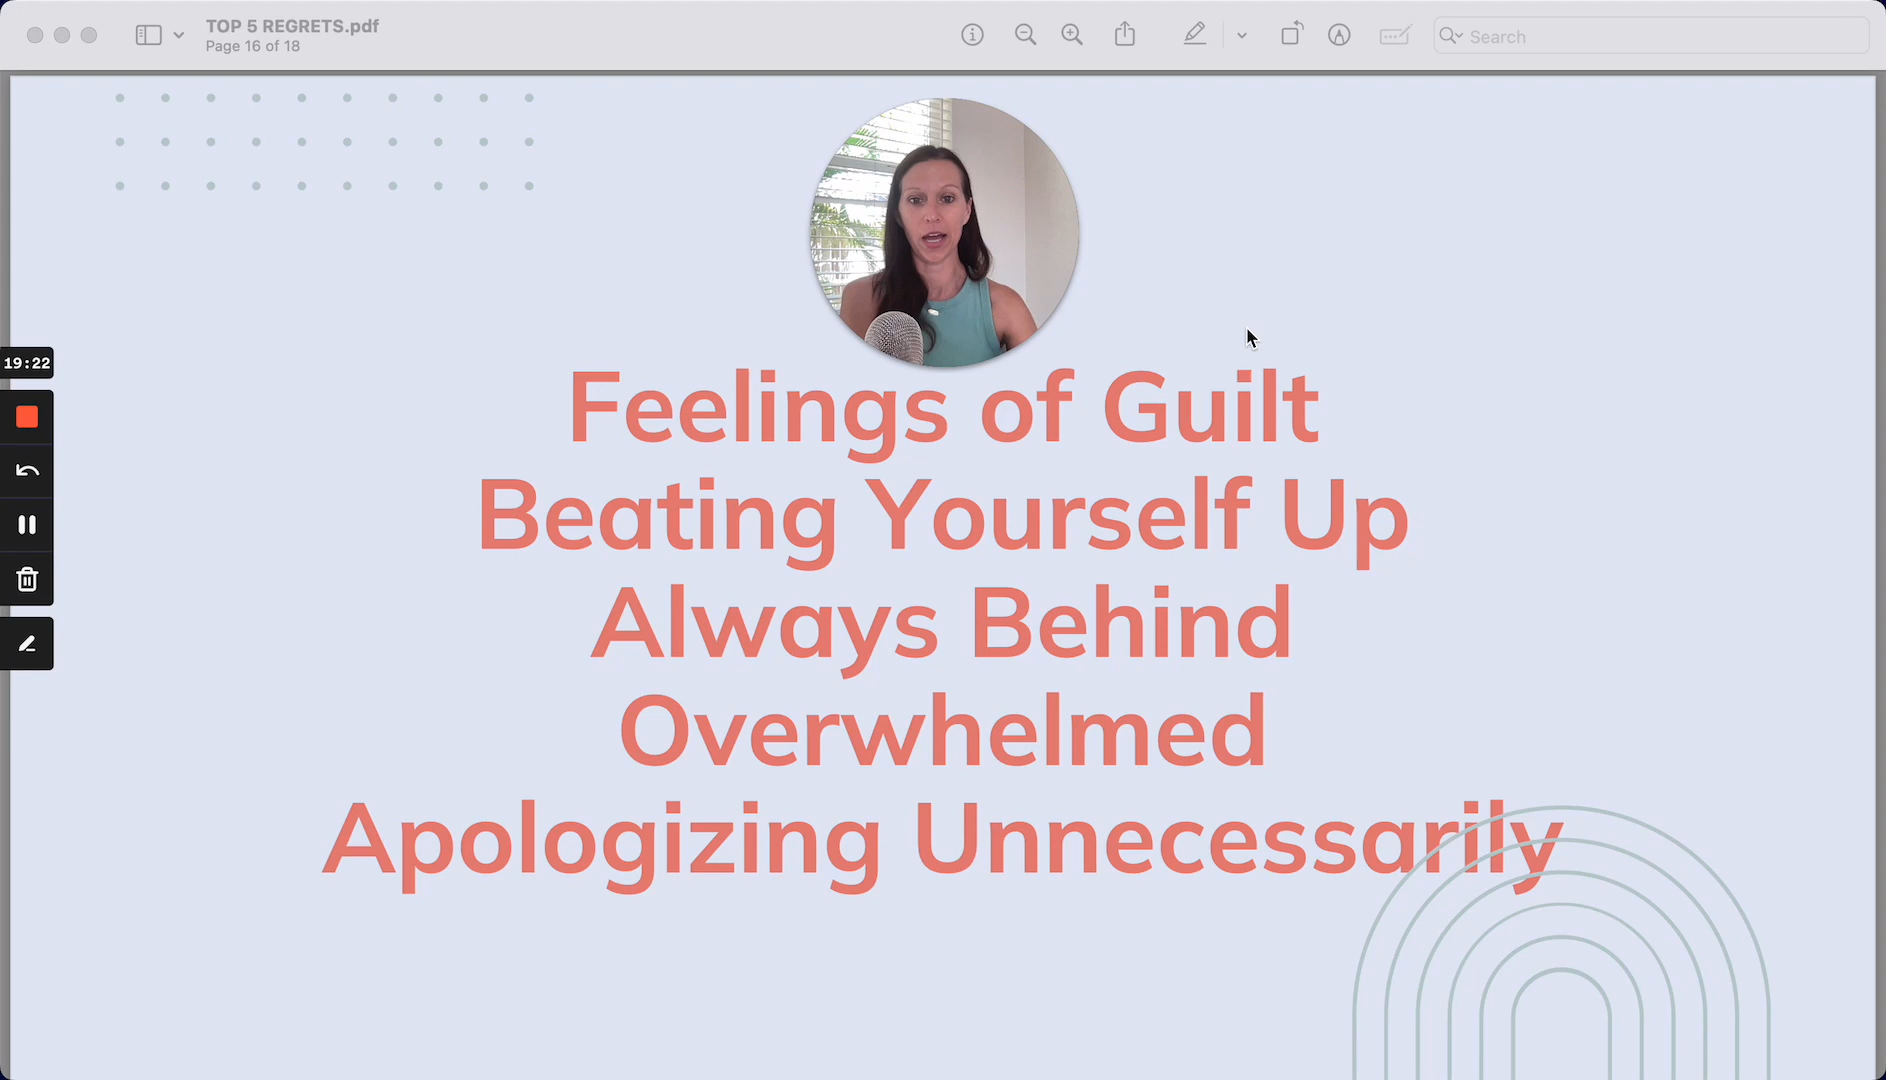 TOP 5 REGRETS.pdf
Page 16 of 18
Search
19:22
Feelings of Guilt
Beating Yourself Up
Always Behind
Overwhelmed
Apologizing Unnecessarily